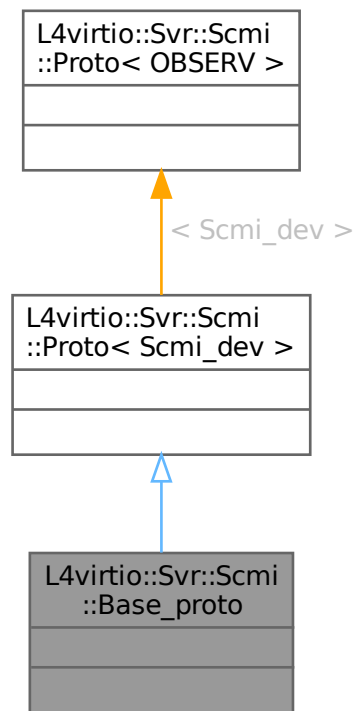 L4virtio::Svr::Scmi
::Proto< OBSERV >
< Scmi_dev >
L4virtio::Svr::Scmi
::Proto< Scmi_dev >
L4virtio::Svr::Scmi
::Base_proto